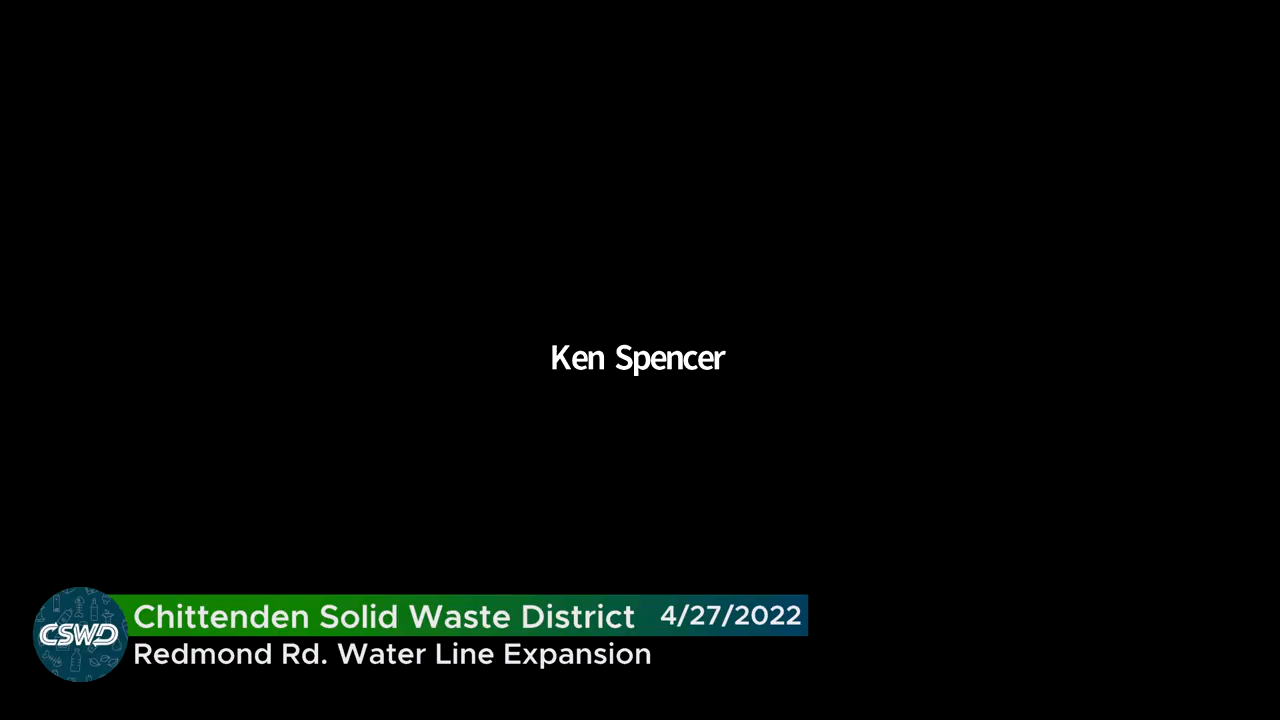 Ken Spencer
CSWD
Chittenden Solid Waste District 4/27/2022
Redmond Rd. Water Line Expansion